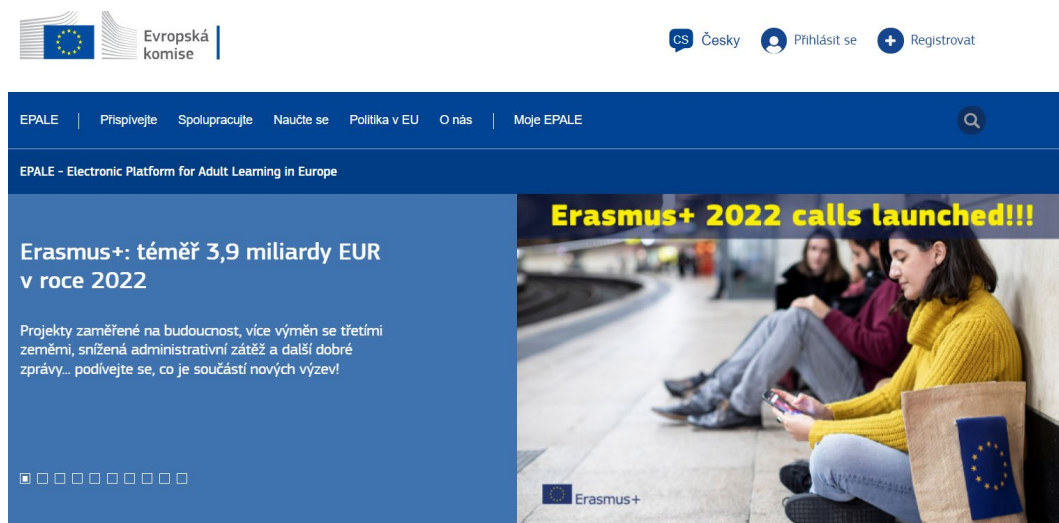 Evropská
komise
CS Česky
Přihlásit se
Registrovat
EPALE
Přispívejte
Spolupracujte
Naučte se
Politika v EU
O nás
Moje EPALE
EPALE - Electronic Platform for Adult Learning in Europe
Erasmus+: téměř 3,9 miliardy EUR
v roce 2022
Projekty zaměřené na budoucnost, více výměn se třetími
zeměmi, snížená administrativní zátěž a další dobré
zprávy... podívejte se, co je součástí nových výzev!
Erasmus+ 2022 calls launched!!!
Erasmus+